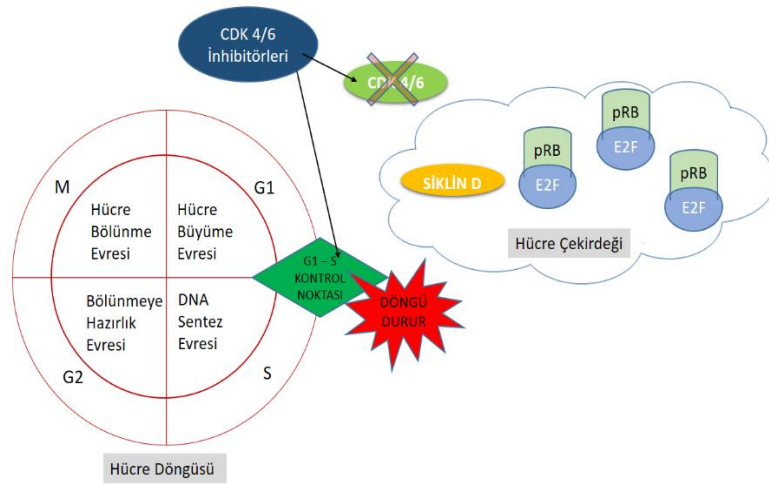 CDK 4/6
İnhibitörleri
CDK 4/6
pRB
E2F
pRB
E2F
pRB
E2F
SİKLİN D
Hücre Çekirdeği
M
G1
Hücre
Bölünme
Evresi
Hücre
Büyüme
Evresi
G1 – S
KONTROL
NOKTASI
DÖNGÜ
DURUR
Bölünmeye
Hazırlık
Evresi
DNA
Sentez
Evresi
G2
S
Hücre Döngüsü